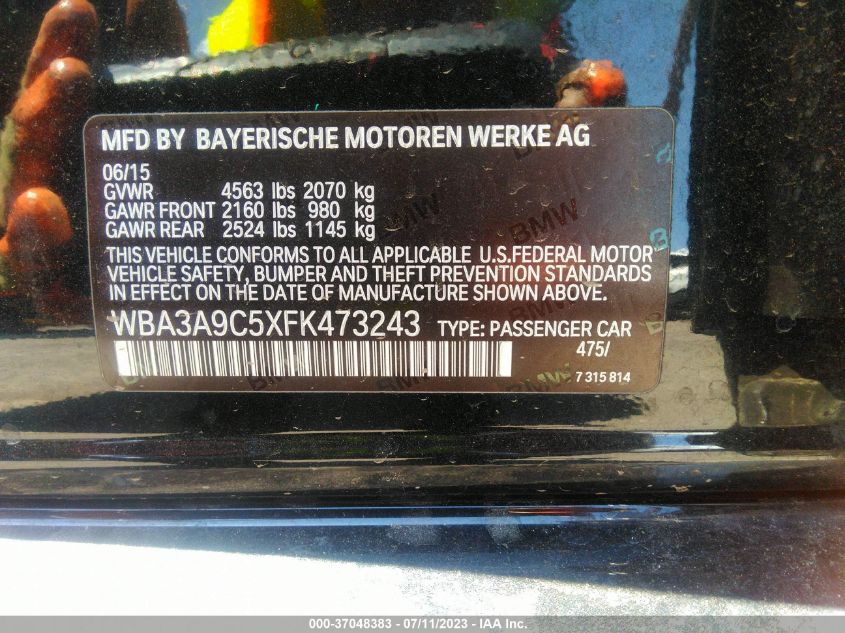 MFD BY BAYERISCHE MOTOREN WERKE AG
06/15
GVWR 4563 lbs 2070 kg
GAWR FRONT 2160 lbs 980 kg
GAWR REAR 2524 lbs 1145 kg
THIS VEHICLE CONFORMS TO ALL APPLICABLE U.S.FEDERAL MOTOR
VEHICLE SAFETY, BUMPER AND THEFT PREVENTION STANDARDS
IN EFFECT ON THE DATE OF MANUFACTURE SHOWN ABOVE.
WBA3A9C5XFK473243 TYPE: PASSENGER CAR
475/
7 315 814
BMW
BMW
BMW
000-37048383 - 07/11/2023 - IAA Inc.